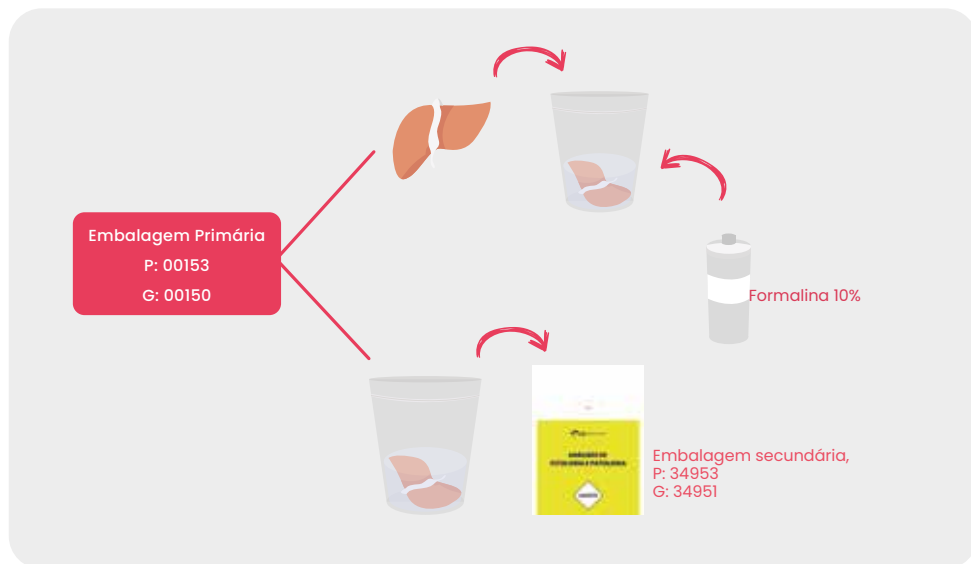 Embalagem Primária
P: 00153
G: 00150
Formalina 10%
Embalagem secundária,
P: 34953
G: 34951